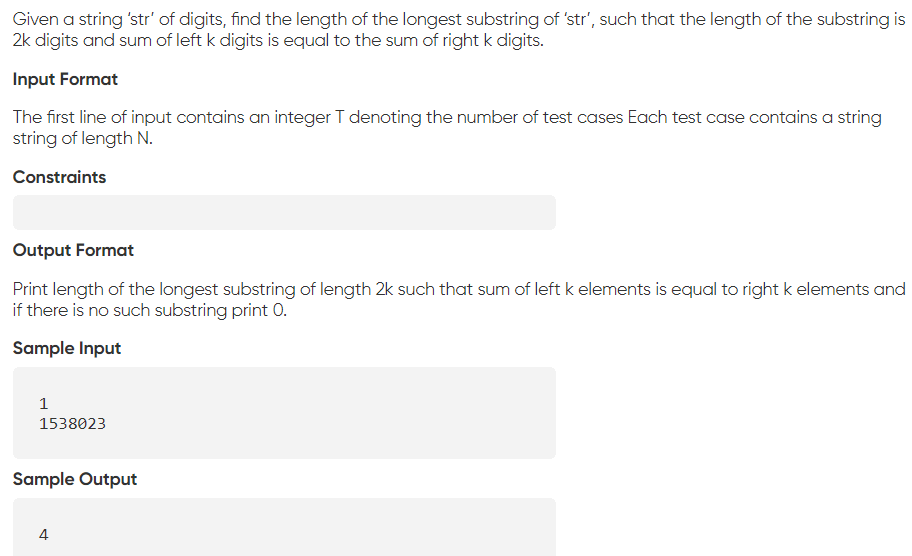 Given a string ‘str’ of digits, find the length of the longest substring of ‘str’, such that the length of the substring is
2k digits and sum of left k digits is equal to the sum of right k digits.
Input Format
The first line of input contains an integer T denoting the number of test cases Each test case contains a string
string of length N.
Constraints
Output Format
Print length of the longest substring of length 2k such that sum of left k elements is equal to right k elements and
if there is no such substring print 0.
Sample Input
1
1538023
Sample Output
4